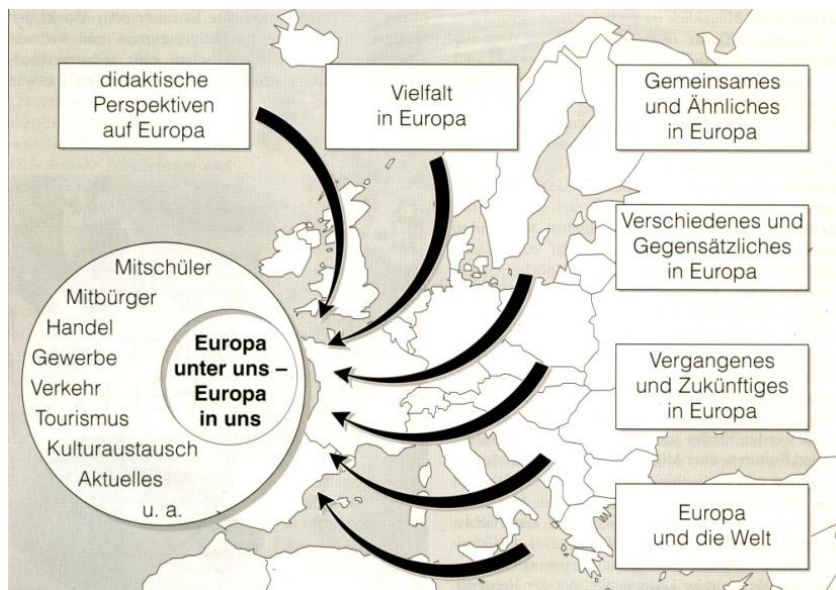 didaktische
Perspektiven
auf Europa
Vielfalt
in Europa
Gemeinsames
und Ähnliches
in Europa
Verschiedenes und
Gegensätzliches
in Europa
Vergangenes
und Zukünftiges
in Europa
Europa
und die Welt
Mitschüler
Mitbürger
Handel
Gewerbe
Verkehr
Tourismus
Kulturaustausch
Aktuelles
u. a.
Europa
unter uns –
Europa
in uns